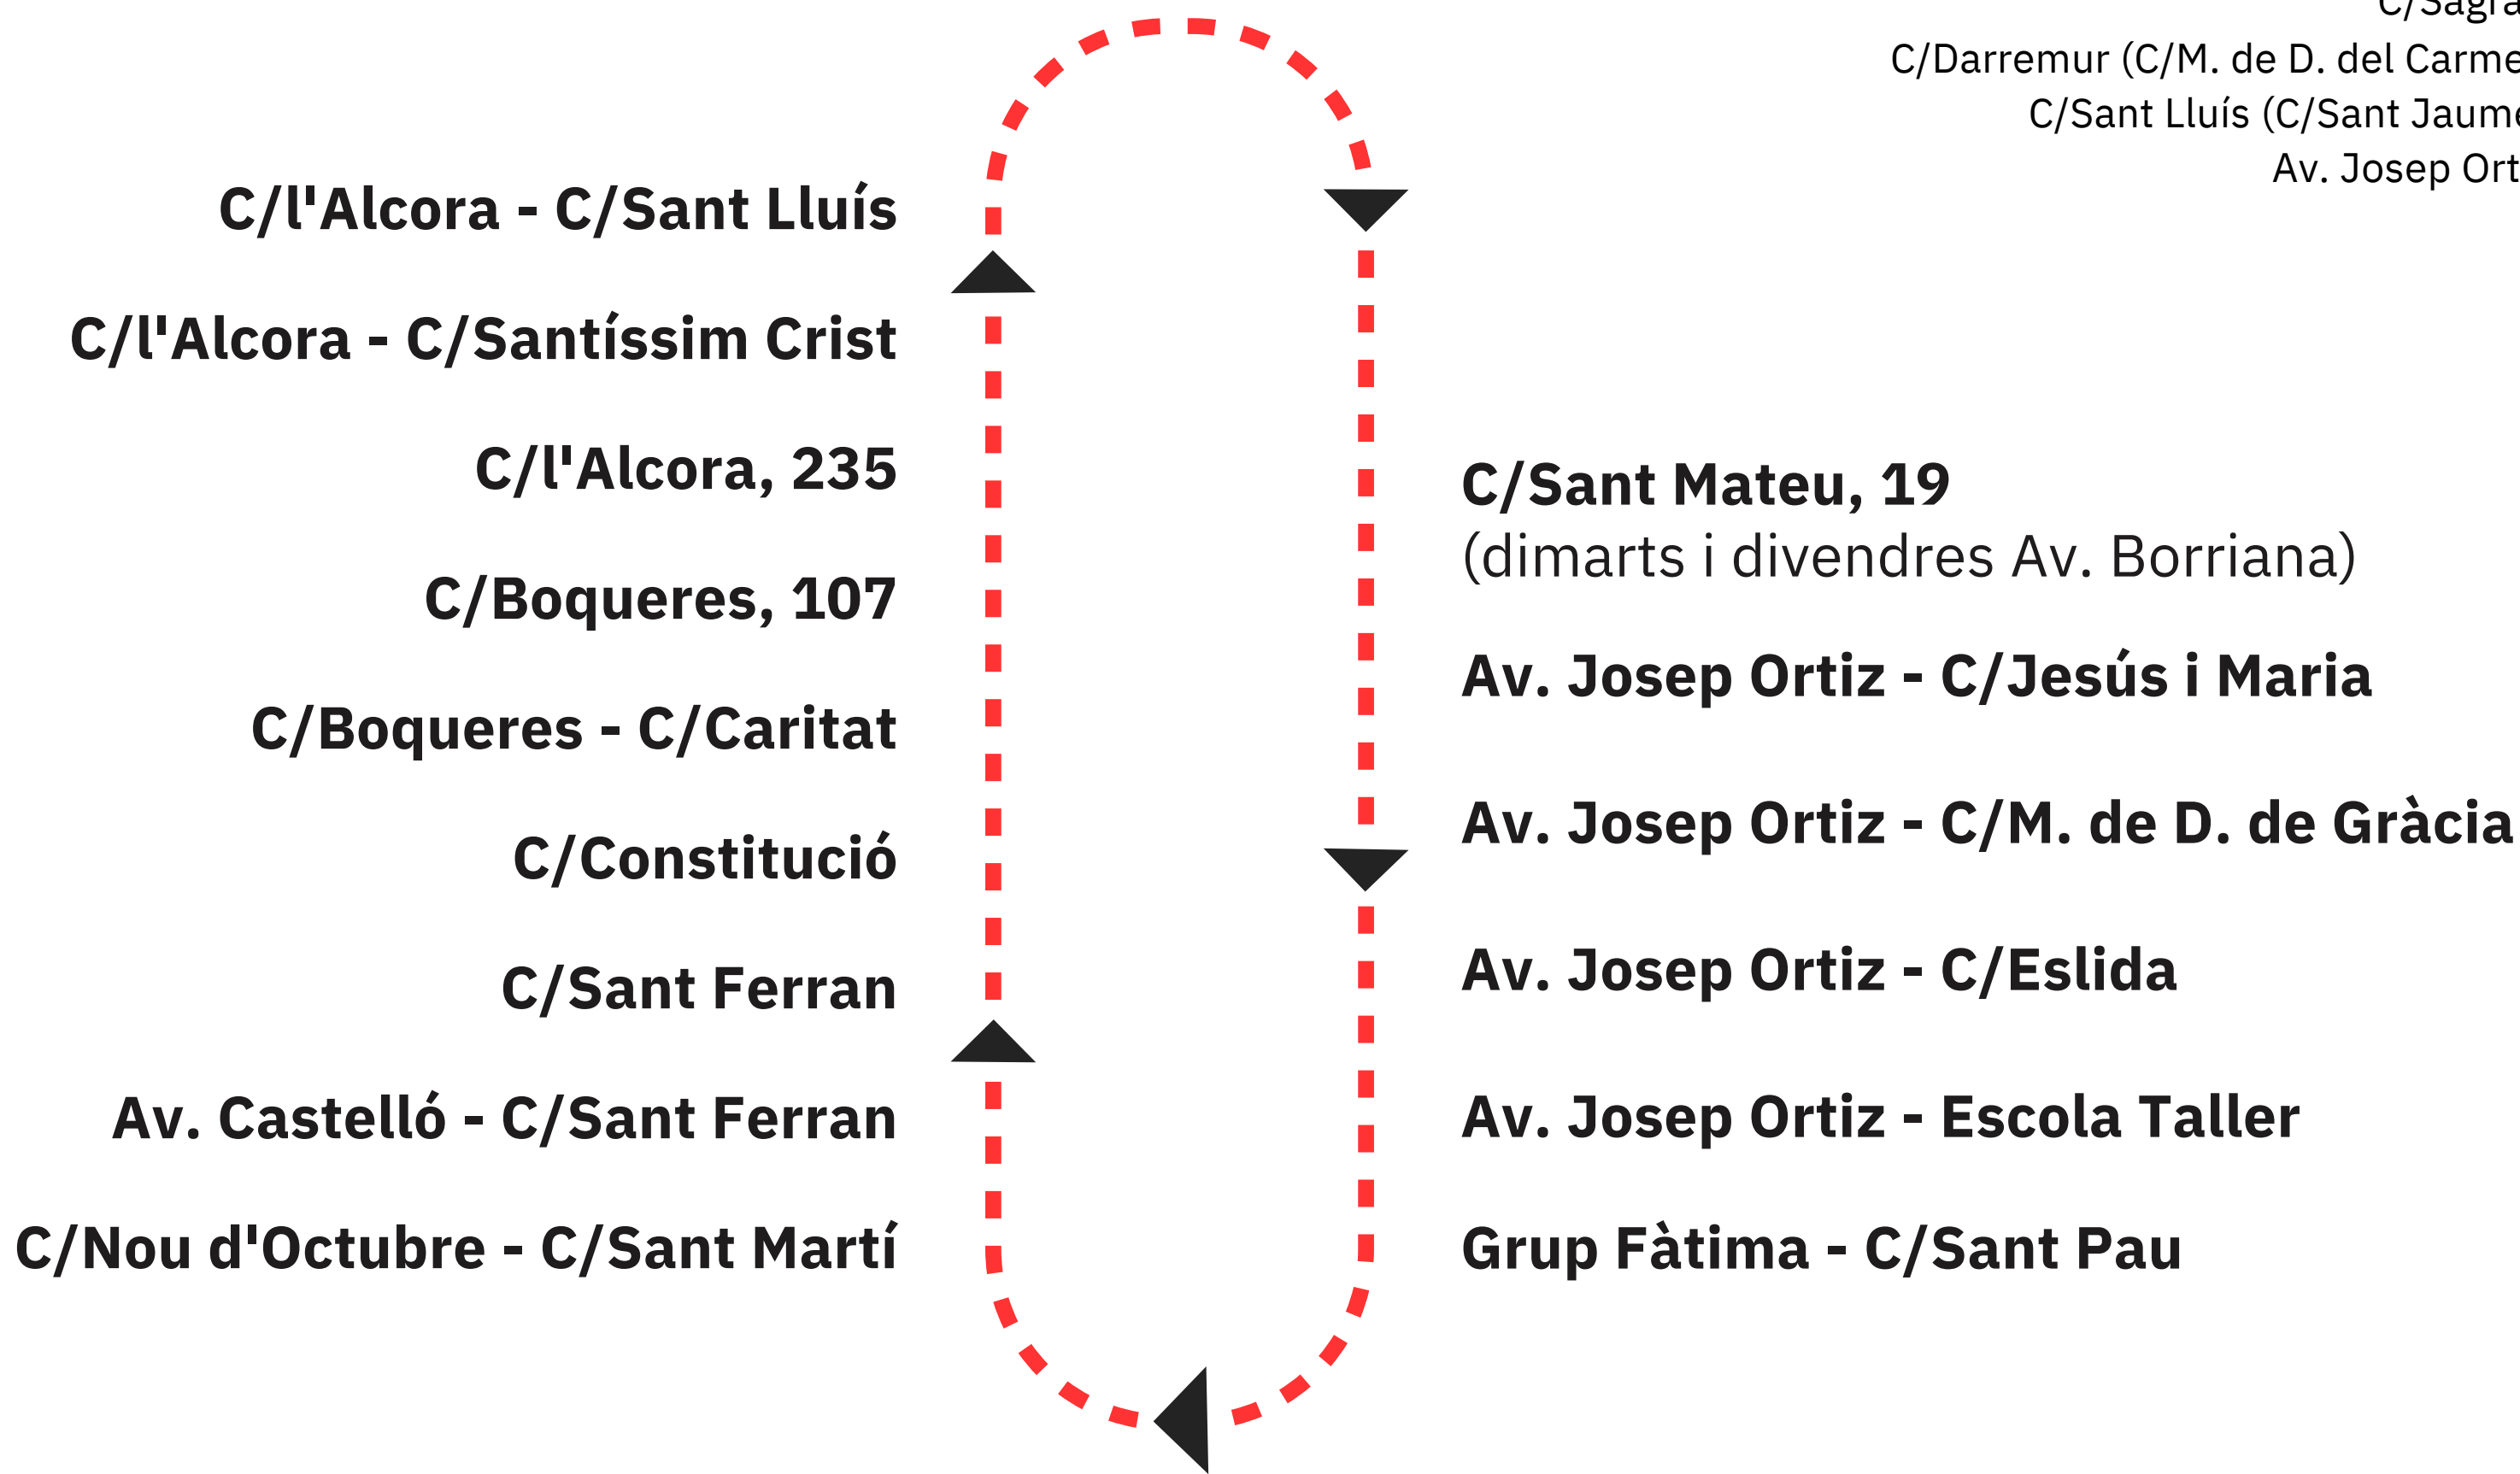 C/Darremur (C/M. de D. del Carme
C/Sant Lluís (C/Sant Jaume
Av. Josep Ort
C/l'Alcora - C/Sant Lluís
C/l'Alcora - C/Santíssim Crist
C/l'Alcora, 235
C/Boqueres, 107
C/Boqueres - C/Caritat
C/Constitució
C/Sant Ferran
Av. Castelló - C/Sant Ferran
C/Nou d'Octubre - C/Sant Martí
C/Sant Mateu, 19
(dimarts i divendres Av. Borriana)
Av. Josep Ortiz - C/Jesús i Maria
Av. Josep Ortiz - C/M. de D. de Gràcia
Av. Josep Ortiz - C/Eslida
Av. Josep Ortiz - Escola Taller
Grup Fàtima - C/Sant Pau